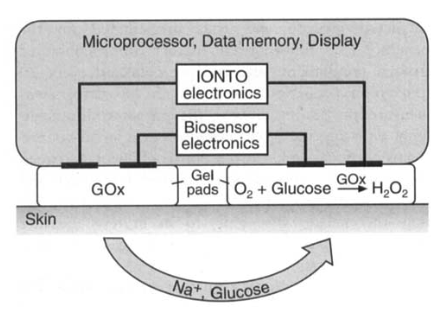 Microprocessor, Data memory, Display
IONTO
electronics
Biosensor
electronics
GOx
Gel
pads
O₂ + Glucose GOx→ H₂O₂
Skin
Na⁺, Glucose